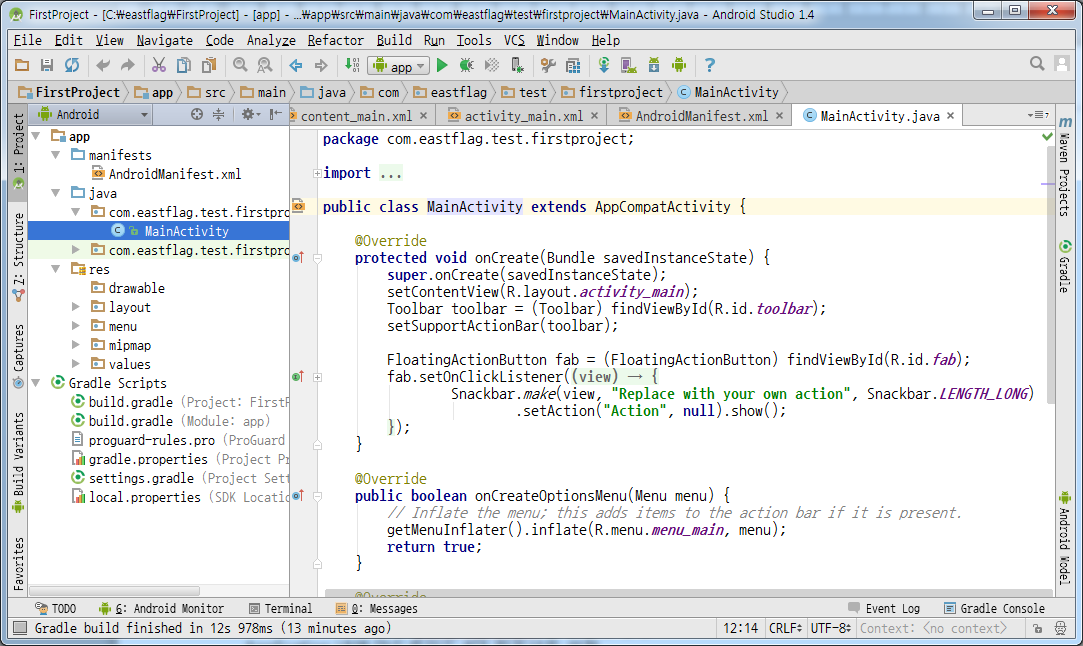 FirstProject - [C:₩eastflag₩FirstProject] - [app] - ...₩app₩src₩main₩java₩com₩eastflag₩test₩firstproject₩MainActivity.java - Android Studio 1.4
File Edit View Navigate Code Analyze Refactor Build Run Tools VCS Window Help
app
FirstProject app src main java com eastflag test firstproject MainActivity
Android
content_main.xml activity_main.xml AndroidManifest.xml MainActivity.java
1: Project
Z: Structure
Captures
Build Variants
Favorites
app
manifests
AndroidManifest.xml
java
com.eastflag.test.firstpro
MainActivity
com.eastflag.test.firstpro
res
drawable
layout
menu
mipmap
values
Gradle Scripts
build.gradle (Project: FirstP
build.gradle (Module: app)
proguard-rules.pro (ProGuard
gradle.properties (Project Pr
settings.gradle (Project Sett
local.properties (SDK Locatio
package com.eastflag.test.firstproject;
import ...
public class MainActivity extends AppCompatActivity {
@Override
protected void onCreate(Bundle savedInstanceState) {
super.onCreate(savedInstanceState);
setContentView(R.layout.activity_main);
Toolbar toolbar = (Toolbar) findViewById(R.id.toolbar);
setSupportActionBar(toolbar);
FloatingActionButton fab = (FloatingActionButton) findViewById(R.id.fab);
fab.setOnClickListener((view) → {
Snackbar.make(view, "Replace with your own action", Snackbar.LENGTH_LONG)
.setAction("Action", null).show();
});
}
@Override
public boolean onCreateOptionsMenu(Menu menu) {
// Inflate the menu; this adds items to the action bar if it is present.
getMenuInflater().inflate(R.menu.menu_main, menu);
return true;
}
@Override
m
Maven Projects
Gradle
Android Model
TODO 6: Android Monitor Terminal 0: Messages Event Log Gradle Console
Gradle build finished in 12s 978ms (13 minutes ago) 12:14 CRLF UTF-8 Context: <no context>